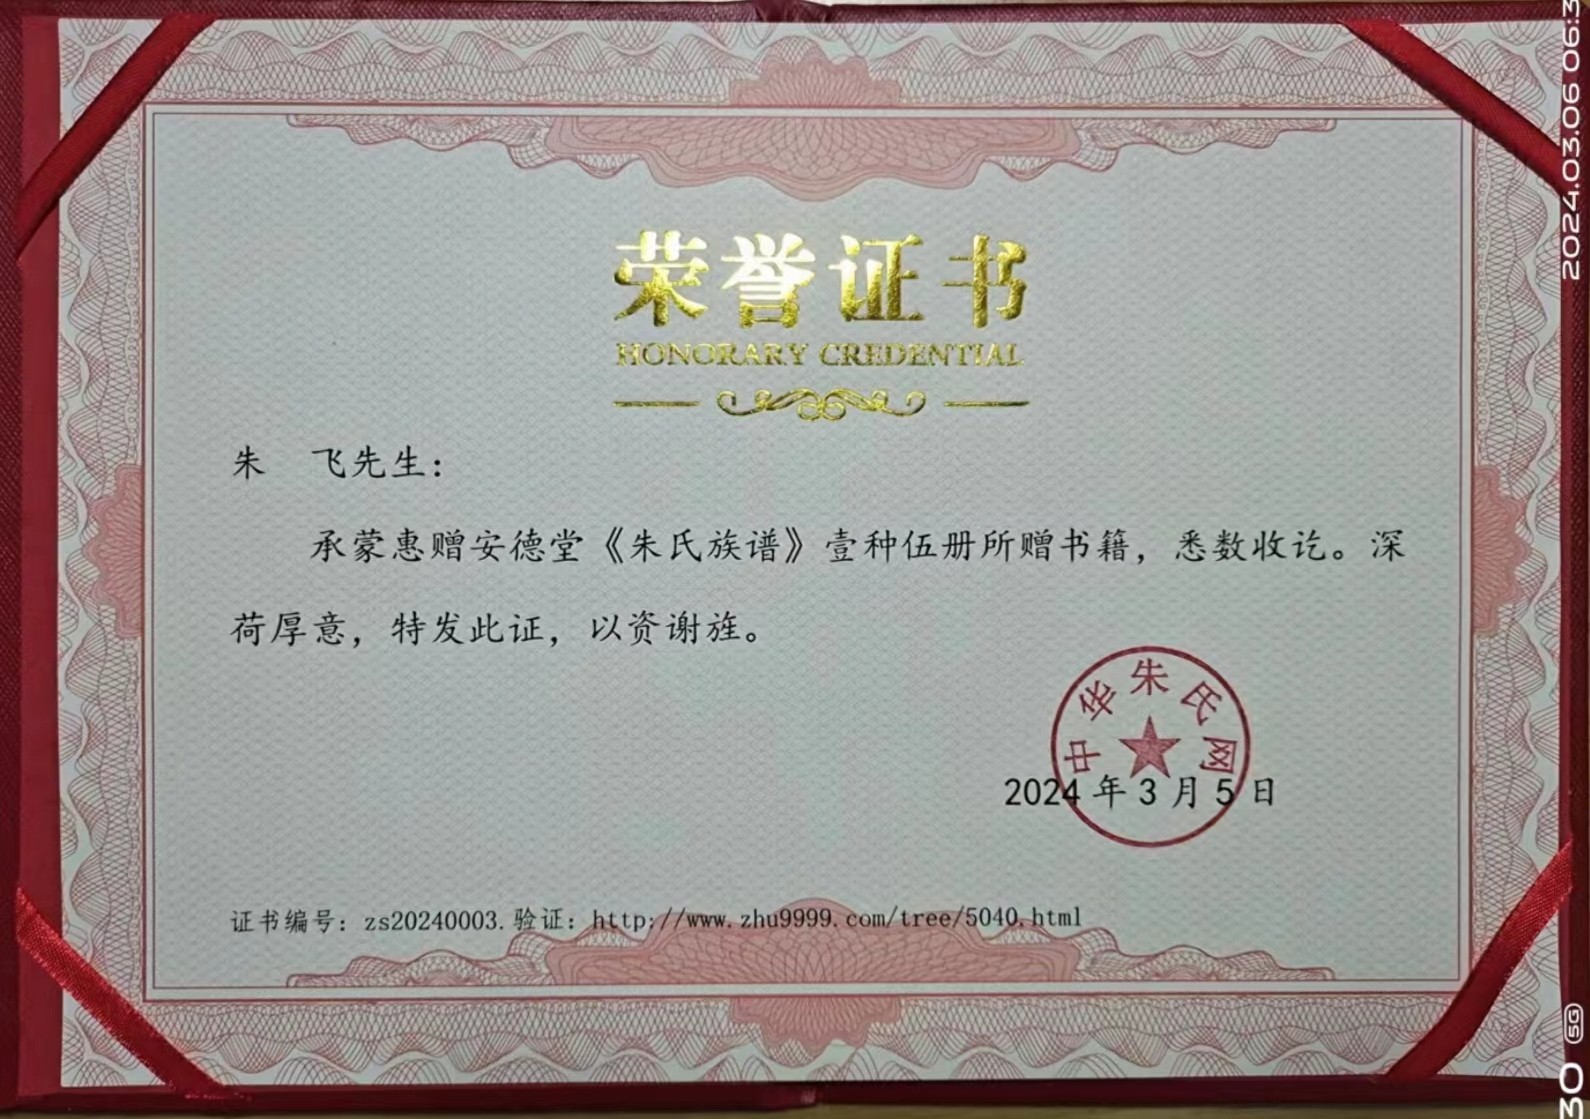 荣誉证书
HONORARY CREDENTIAL
朱 飞先生：
承蒙惠赠安德堂《朱氏族谱》壹种伍册所赠书籍，悉数收讫。深
荷厚意，特发此证，以资谢旌。
中华朱氏网
2024年3月5日
证书编号：zs20240003.验证：http://www.zhu9999.com/tree/5040.html
2024.03.06 06:3
30 5G